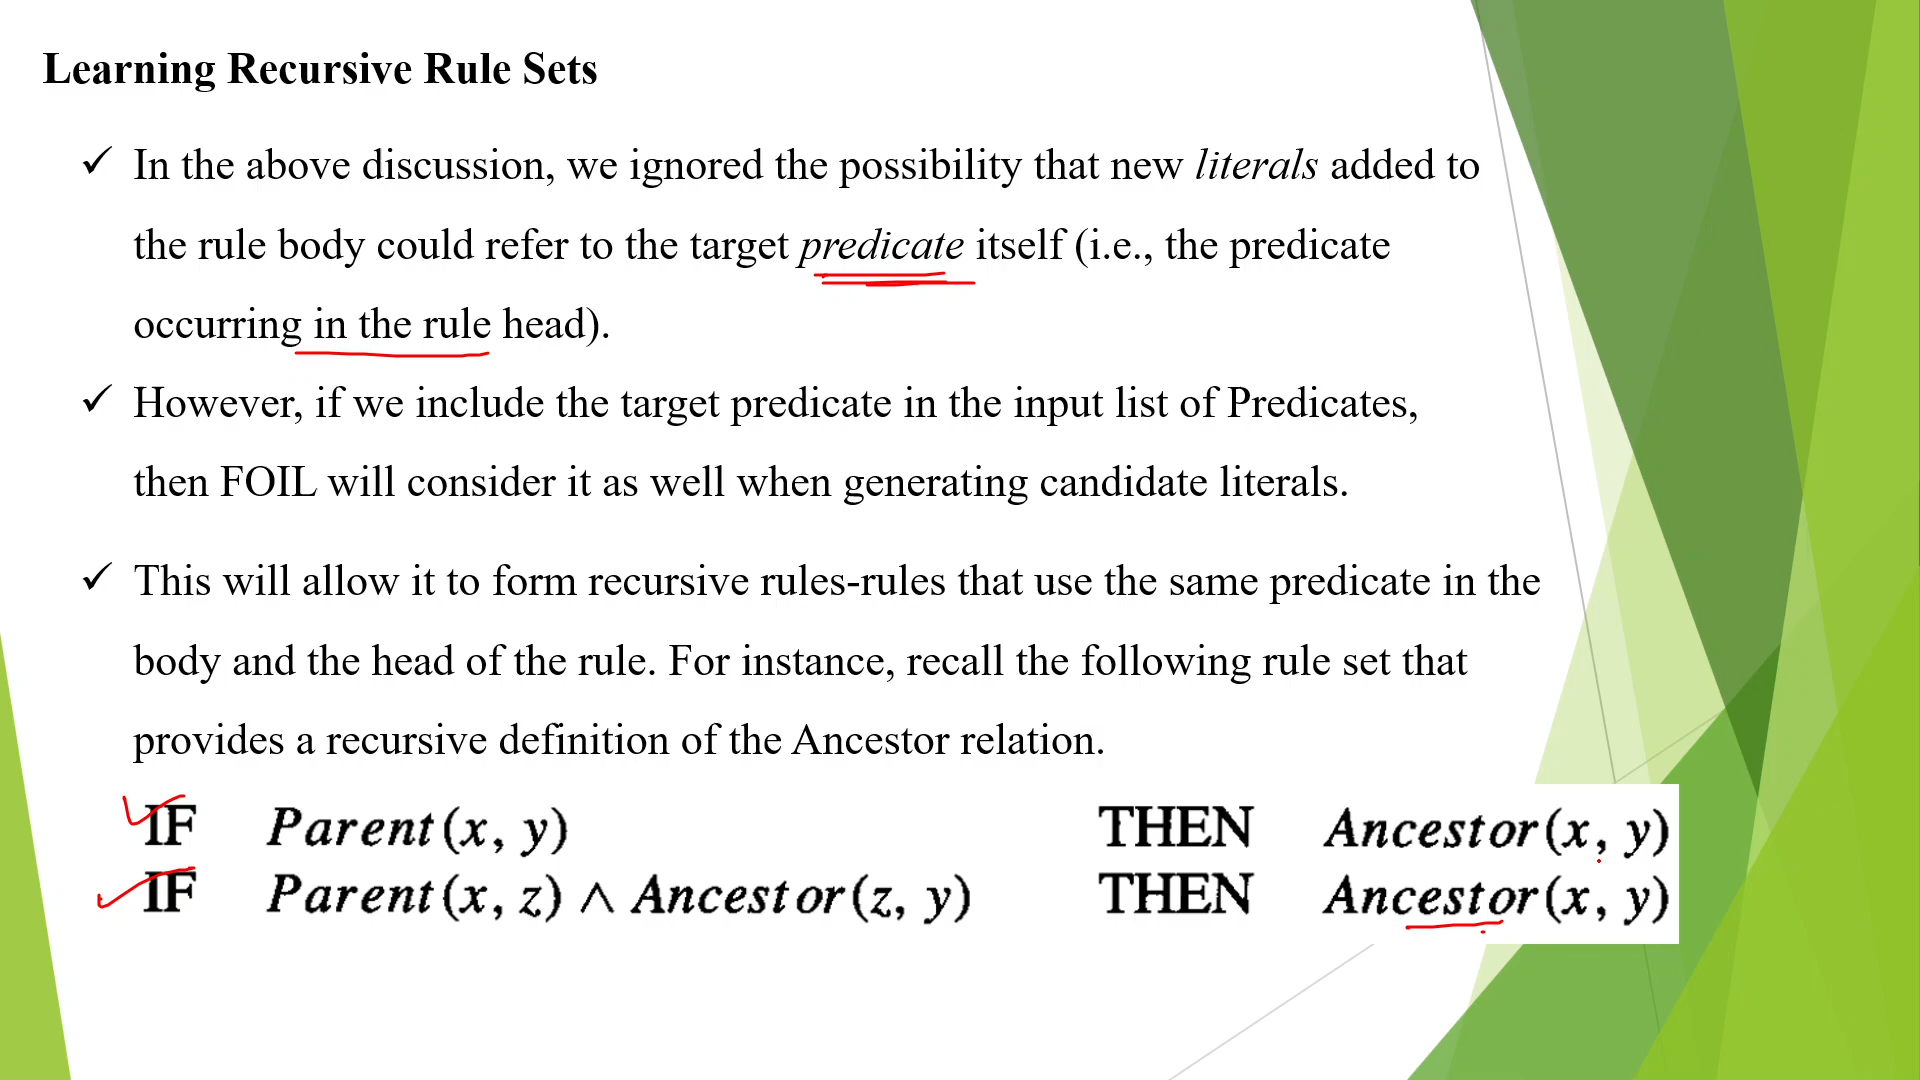 Learning Recursive Rule Sets
✓ In the above discussion, we ignored the possibility that new literals added to
the rule body could refer to the target predicate itself (i.e., the predicate
occurring in the rule head).
✓ However, if we include the target predicate in the input list of Predicates,
then FOIL will consider it as well when generating candidate literals.
✓ This will allow it to form recursive rules-rules that use the same predicate in the
body and the head of the rule. For instance, recall the following rule set that
provides a recursive definition of the Ancestor relation.
IF Parent(x, y) THEN Ancestor(x, y)
IF Parent(x, z) ∧ Ancestor(z, y) THEN Ancestor(x, y)